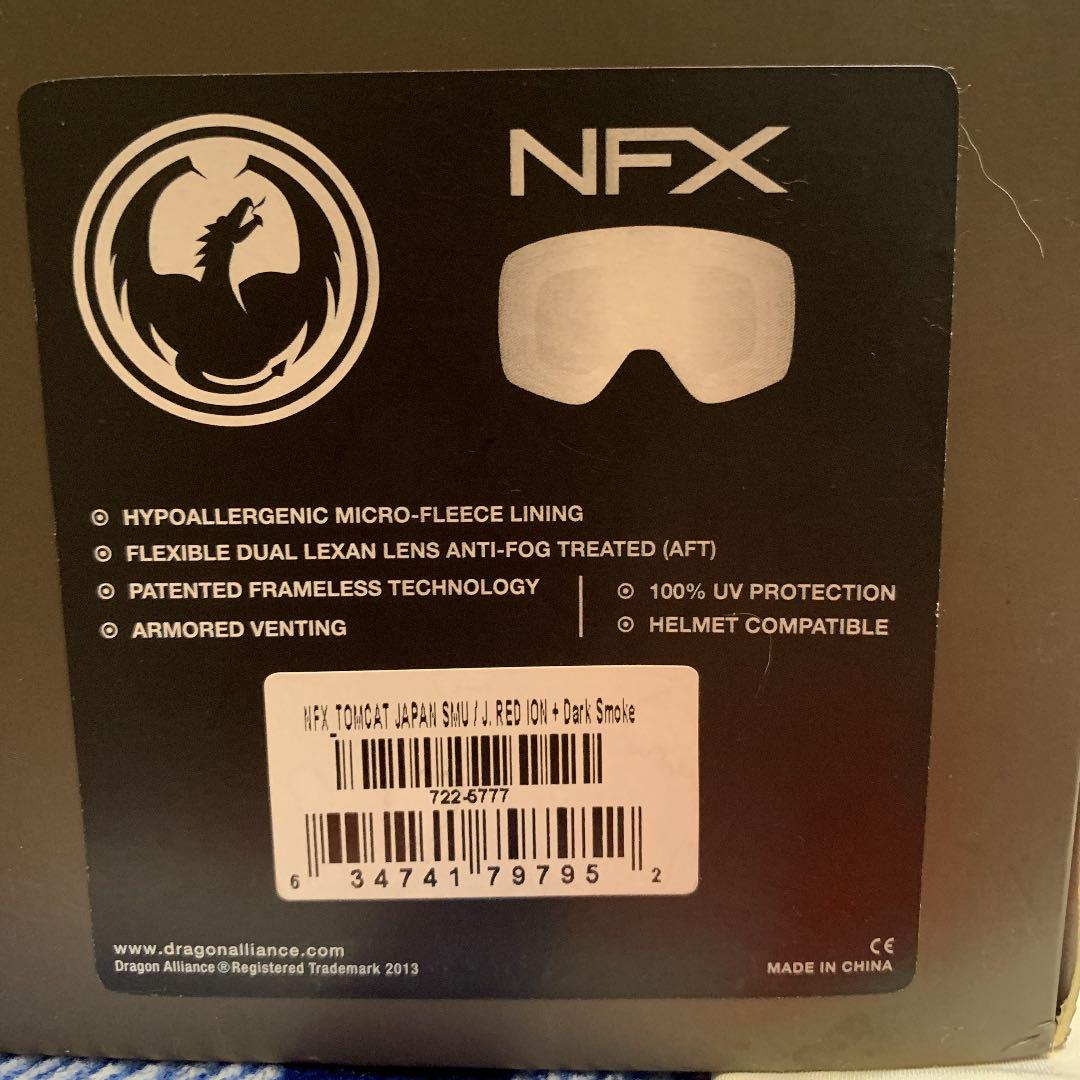 NFX
HYPOALLERGENIC MICRO-FLEECE LINING
FLEXIBLE DUAL LEXAN LENS ANTI-FOG TREATED (AFT)
PATENTED FRAMELESS TECHNOLOGY
ARMORED VENTING
100% UV PROTECTION
HELMET COMPATIBLE
NFX_TOMCAT JAPAN SMU / J. RED ION + Dark Smoke
722-5777
6 34741 79795 2
www.dragonalliance.com
Dragon Alliance ® Registered Trademark 2013
CE
MADE IN CHINA